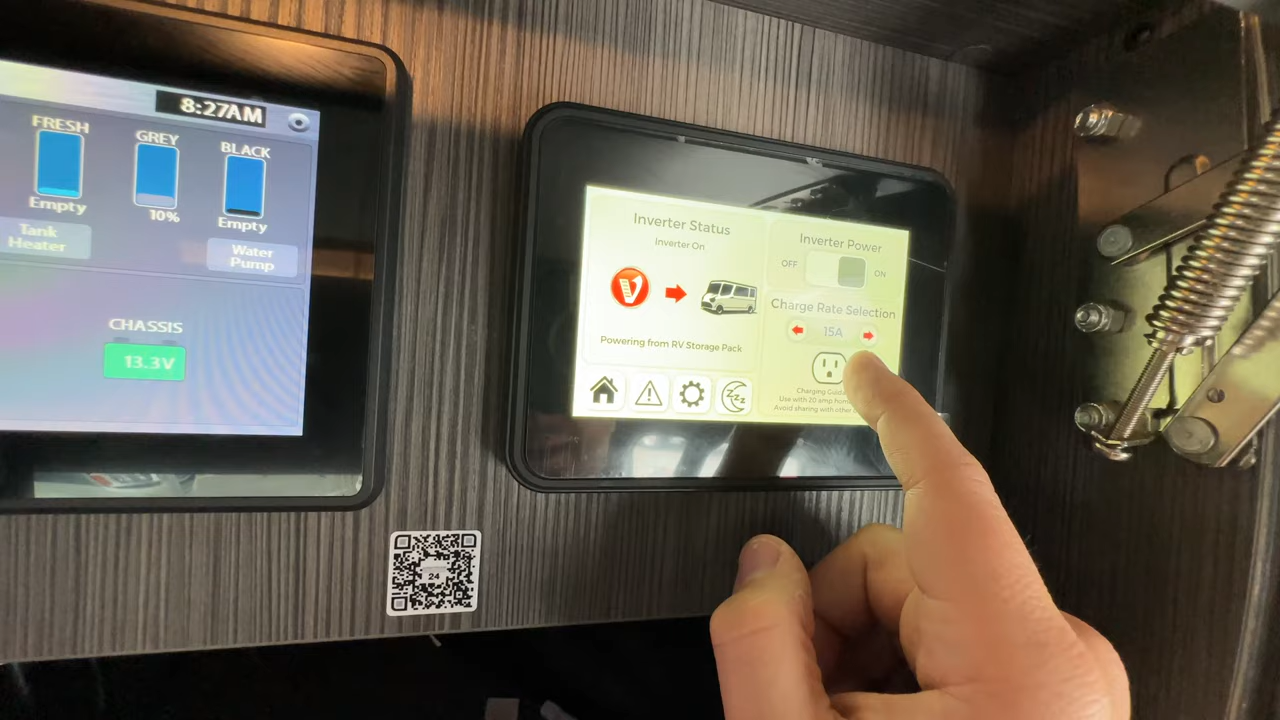 8:27AM
FRESH
GREY
BLACK
Empty
10%
Empty
Tank
Heater
Water
Pump
CHASSIS
13.3V
24
Inverter Status
Inverter On
V
Powering from RV Storage Pack
zzz
Inverter Power
OFF
ON
Charge Rate Selection
15A
Charging
Use with 20 amp
Avoid sharing with other